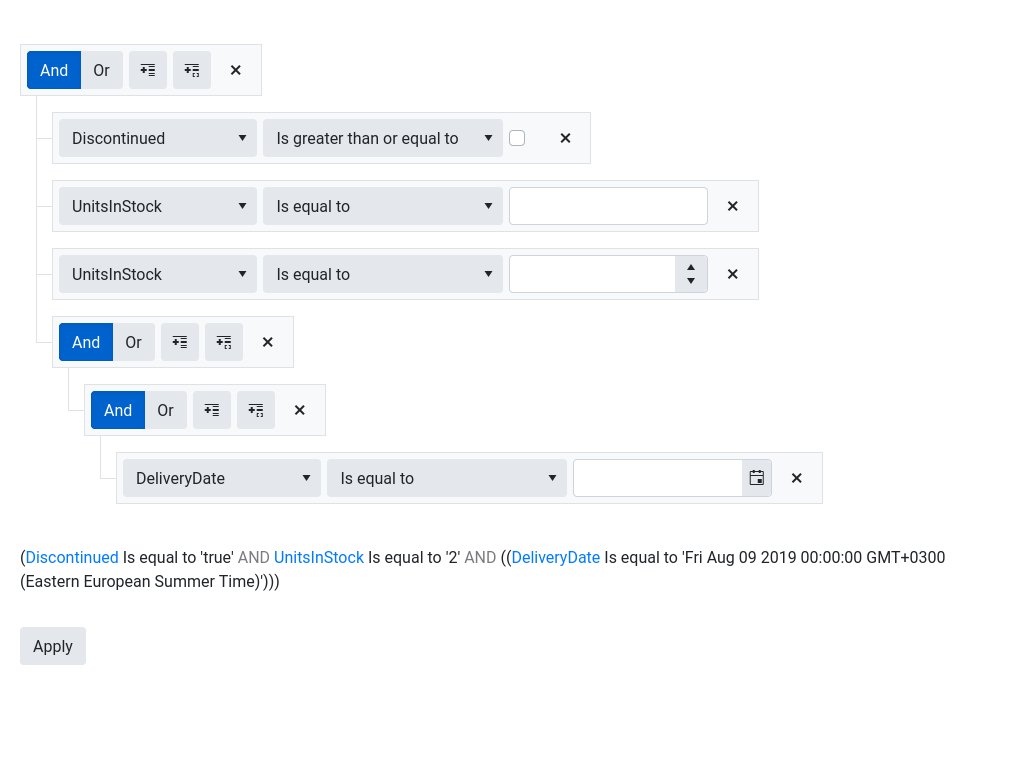 And Or
Discontinued Is greater than or equal to
UnitsInStock Is equal to
UnitsInStock Is equal to
And Or
And Or
DeliveryDate Is equal to
(Discontinued Is equal to 'true' AND UnitsInStock Is equal to '2' AND ((DeliveryDate Is equal to 'Fri Aug 09 2019 00:00:00 GMT+0300
(Eastern European Summer Time)')))
Apply